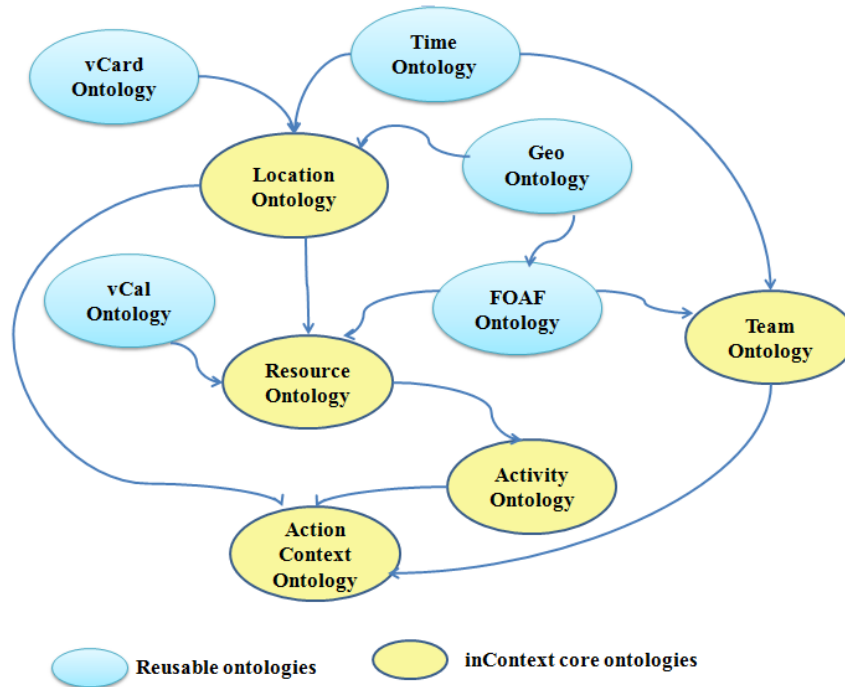 vCard
Ontology
Time
Ontology
Location
Ontology
Geo
Ontology
vCal
Ontology
FOAF
Ontology
Team
Ontology
Resource
Ontology
Activity
Ontology
Action
Context
Ontology
Reusable ontologies
inContext core ontologies